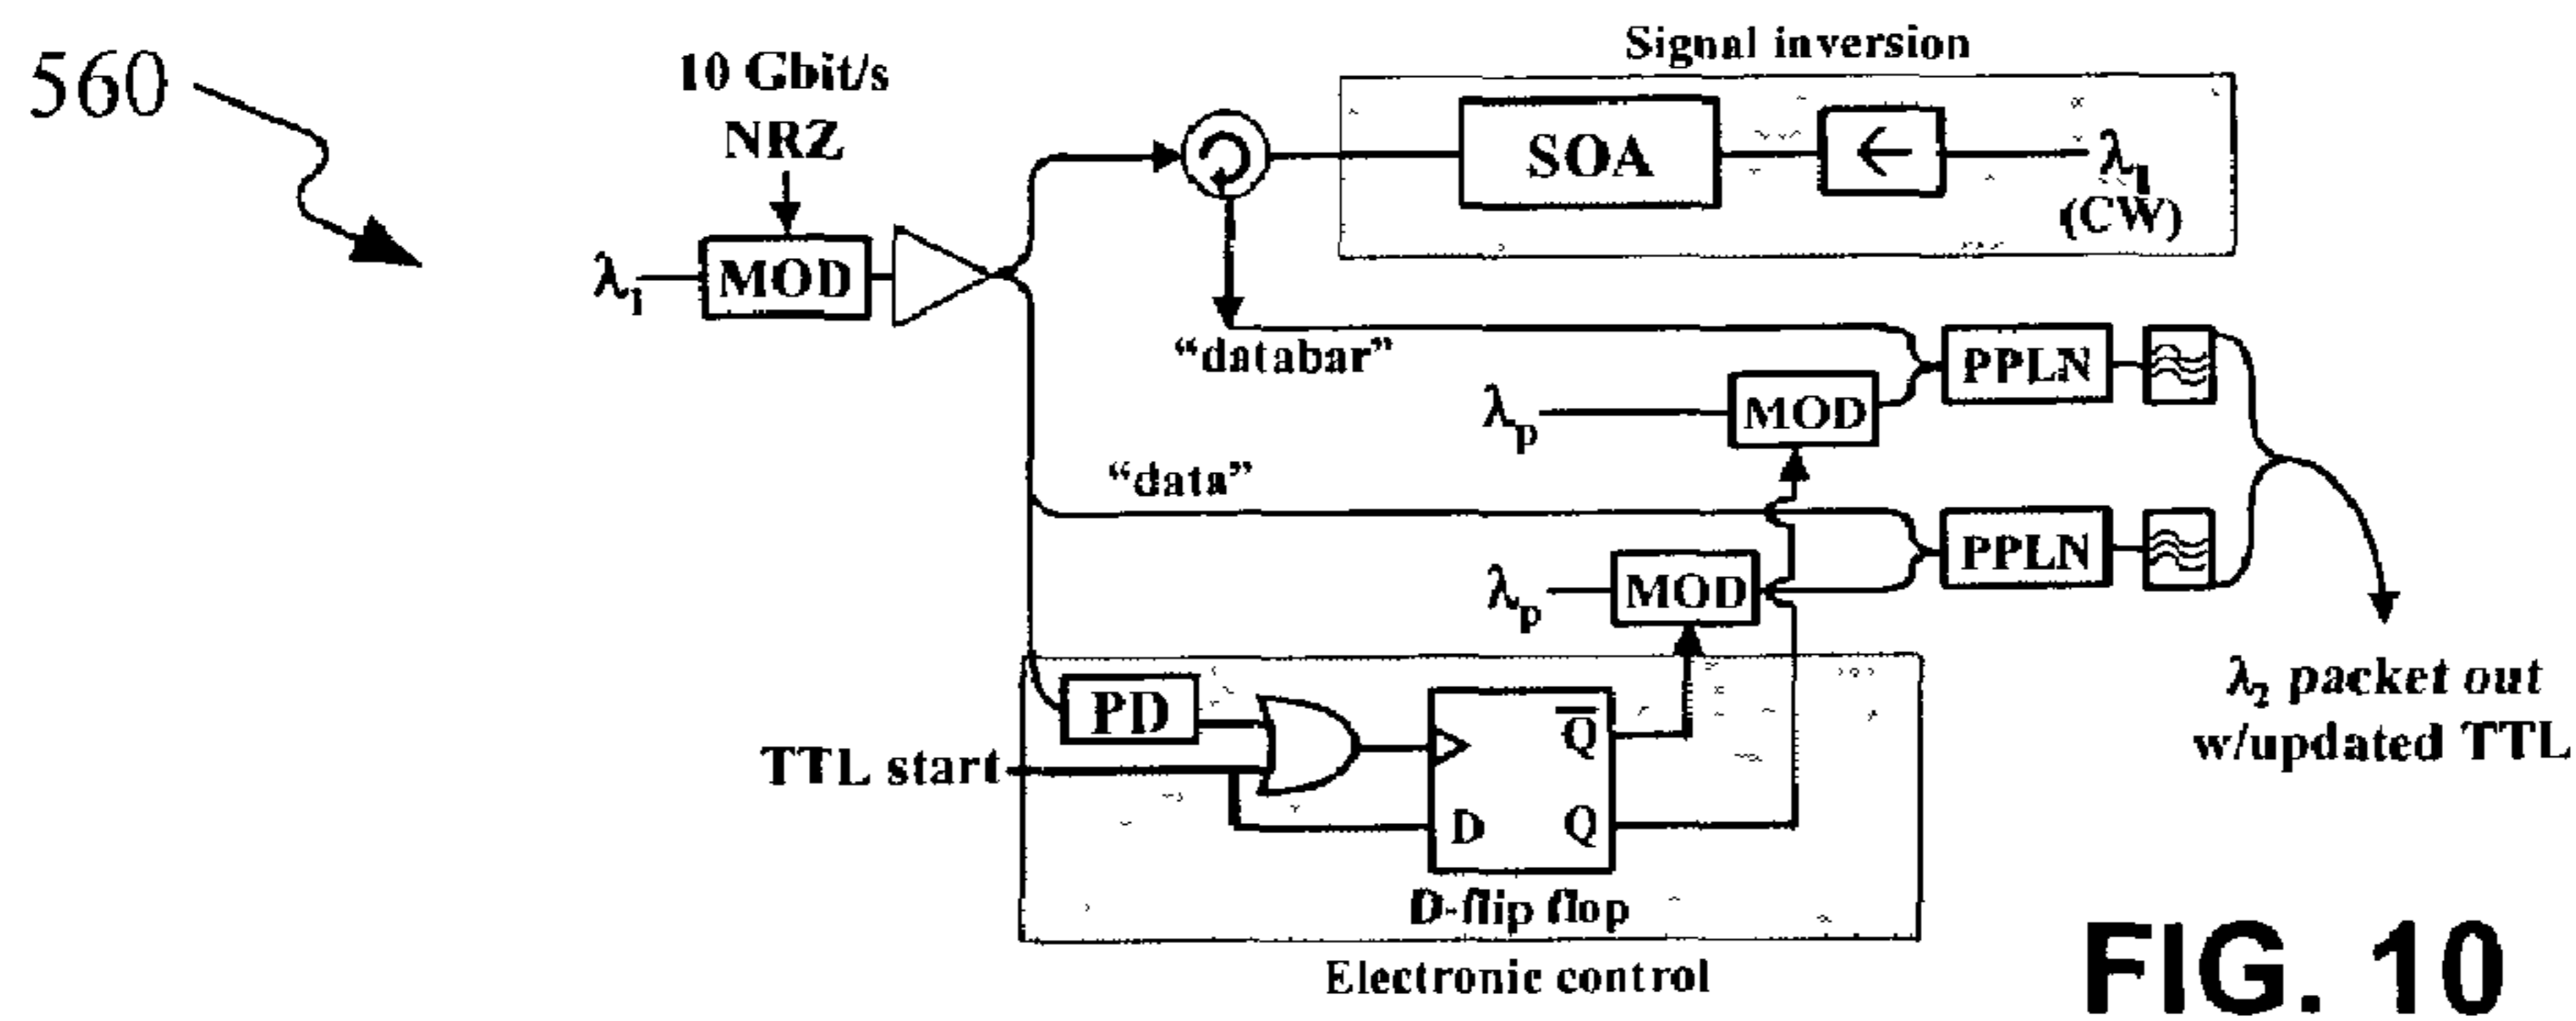 560
10 Gbit/s
NRZ
λ₁
MOD
Signal inversion
SOA
←
λ₁
(CW)
“databar”
λp
MOD
PPLN
“data”
λp
MOD
PPLN
λ₂ packet out
w/updated TTL
PD
TTL start
D
Q̅
Q
D-flip flop
Electronic control
FIG. 10